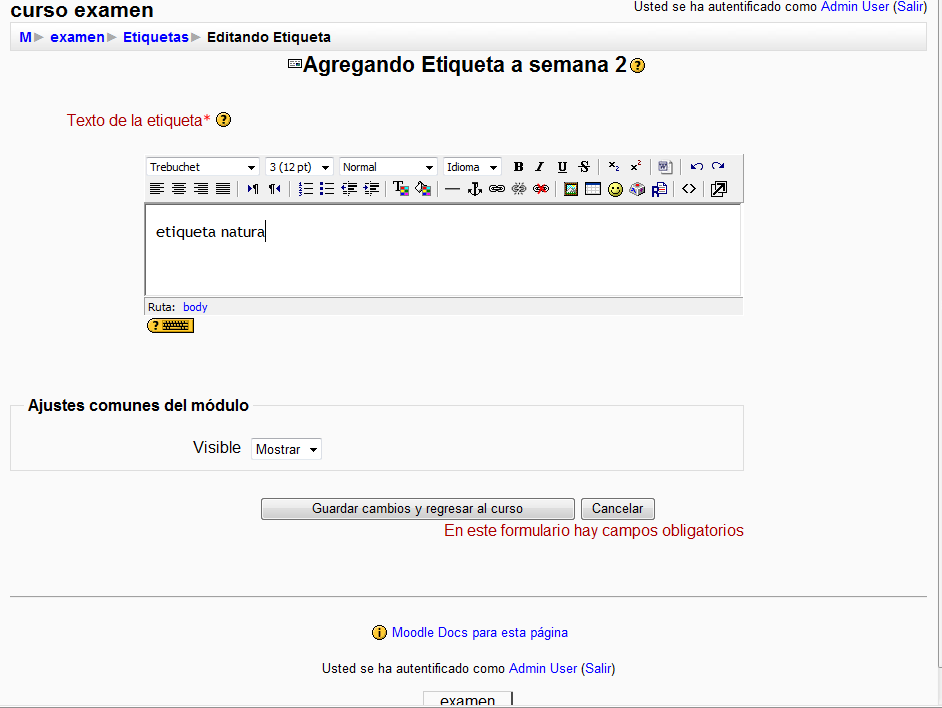 curso examen
Usted se ha autentificado como Admin User (Salir)
M► examen► Etiquetas► Editando Etiqueta
Agregando Etiqueta a semana 2 ?
Texto de la etiqueta* ?
Trebuchet 3 (12 pt) Normal Idioma B I U S x₂ x²
etiqueta natura
Ruta: body
?
Ajustes comunes del módulo
Visible Mostrar
Guardar cambios y regresar al curso Cancelar
En este formulario hay campos obligatorios
i Moodle Docs para esta página
Usted se ha autentificado como Admin User (Salir)
examen